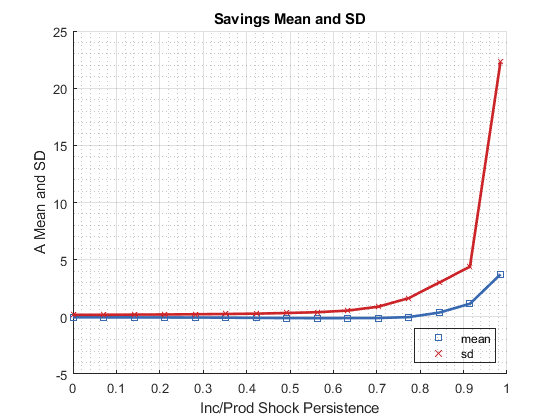 Savings Mean and SD
A Mean and SD
25
20
15
10
5
0
-5
0 0.1 0.2 0.3 0.4 0.5 0.6 0.7 0.8 0.9 1
Inc/Prod Shock Persistence
mean
sd